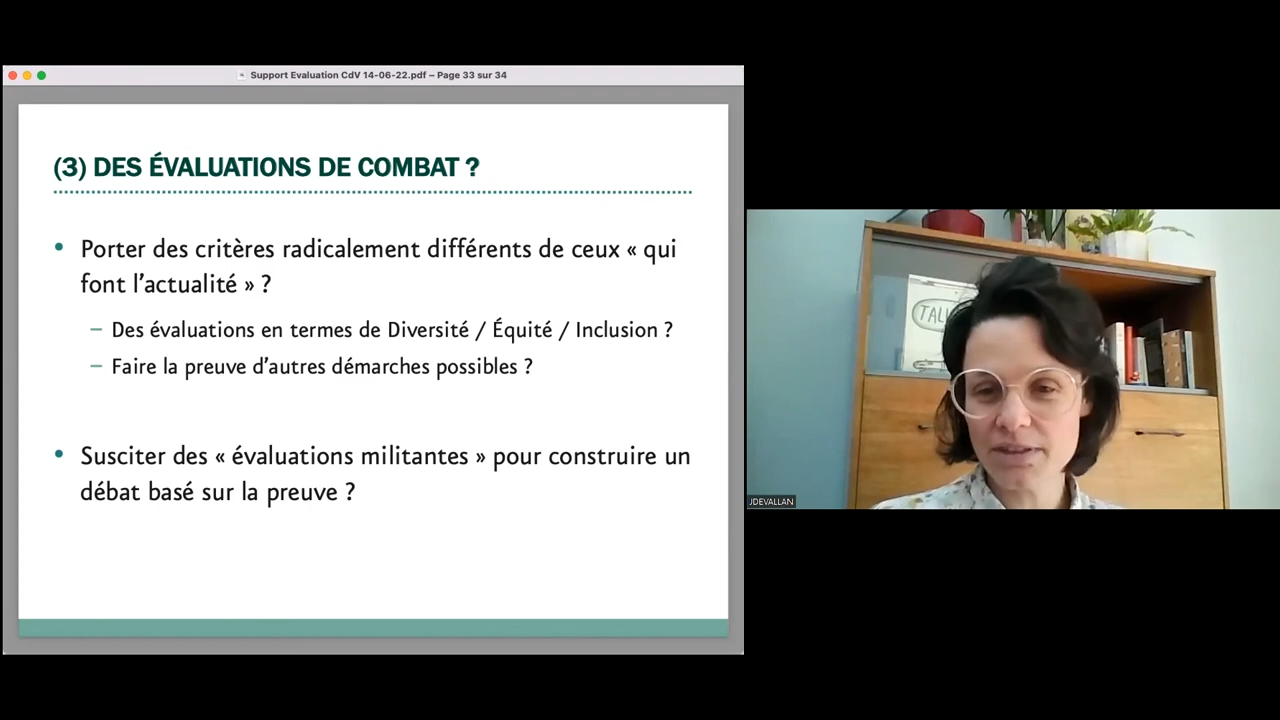 Support Evaluation CdV 14-06-22.pdf – Page 33 sur 34
(3) DES ÉVALUATIONS DE COMBAT ?
• Porter des critères radicalement différents de ceux « qui
font l’actualité » ?
– Des évaluations en termes de Diversité / Équité / Inclusion ?
– Faire la preuve d’autres démarches possibles ?
• Susciter des « évaluations militantes » pour construire un
débat basé sur la preuve ?
JDEVALLAN